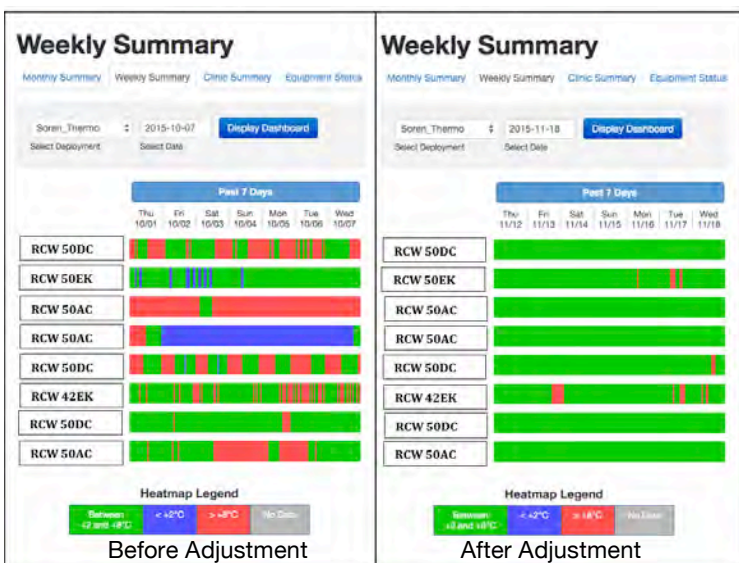 Weekly Summary
Monthly Summary Weekly Summary Clinic Summary Equipment Status
Soren_Thermo 2015-10-07 Display Dashboard
Select Deployment Select Date
Past 7 Days
Thu Fri Sat Sun Mon Tue Wed
10/01 10/02 10/03 10/04 10/05 10/06 10/07
RCW 50DC
RCW 50EK
RCW 50AC
RCW 50AC
RCW 50DC
RCW 42EK
RCW 50DC
RCW 50AC
Heatmap Legend
Between < +2°C > +8°C No Data
+2 and +8°C
Before Adjustment
Weekly Summary
Monthly Summary Weekly Summary Clinic Summary Equipment Status
Soren_Thermo 2015-11-18 Display Dashboard
Select Deployment Select Date
Past 7 Days
Thu Fri Sat Sun Mon Tue Wed
11/12 11/13 11/14 11/15 11/16 11/17 11/18
RCW 50DC
RCW 50EK
RCW 50AC
RCW 50AC
RCW 50DC
RCW 42EK
RCW 50DC
RCW 50AC
Heatmap Legend
Between < +2°C > +8°C No Data
+2 and +8°C
After Adjustment